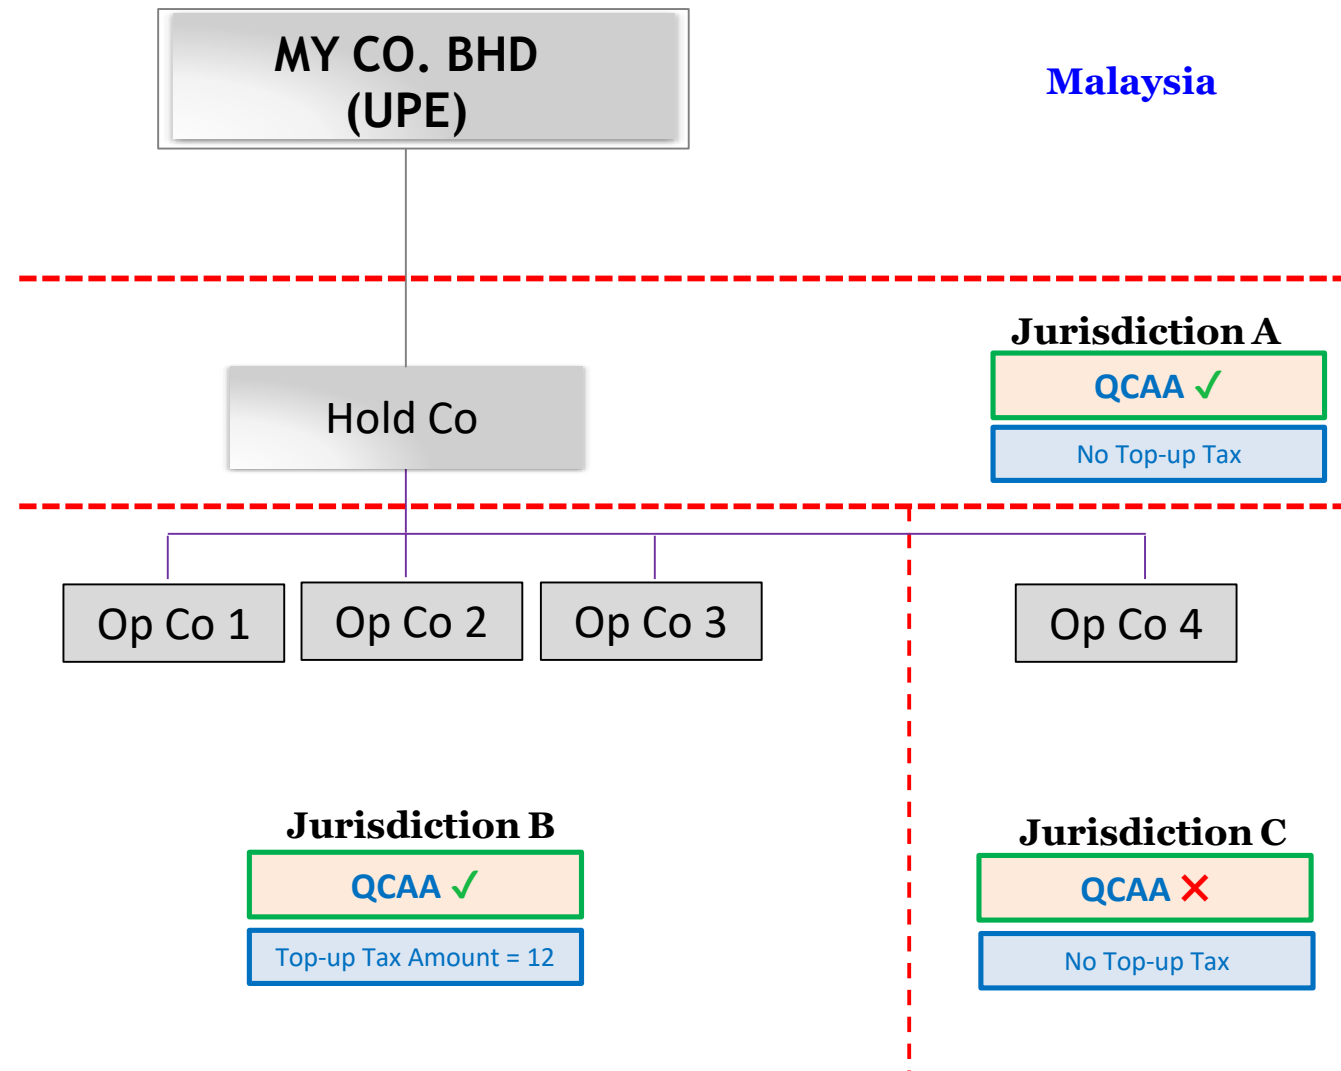 MY CO. BHD
(UPE)
Malaysia
Jurisdiction A
QCAA ✓
No Top-up Tax
Hold Co
Op Co 1
Op Co 2
Op Co 3
Op Co 4
Jurisdiction B
QCAA ✓
Top-up Tax Amount = 12
Jurisdiction C
QCAA ✕
No Top-up Tax